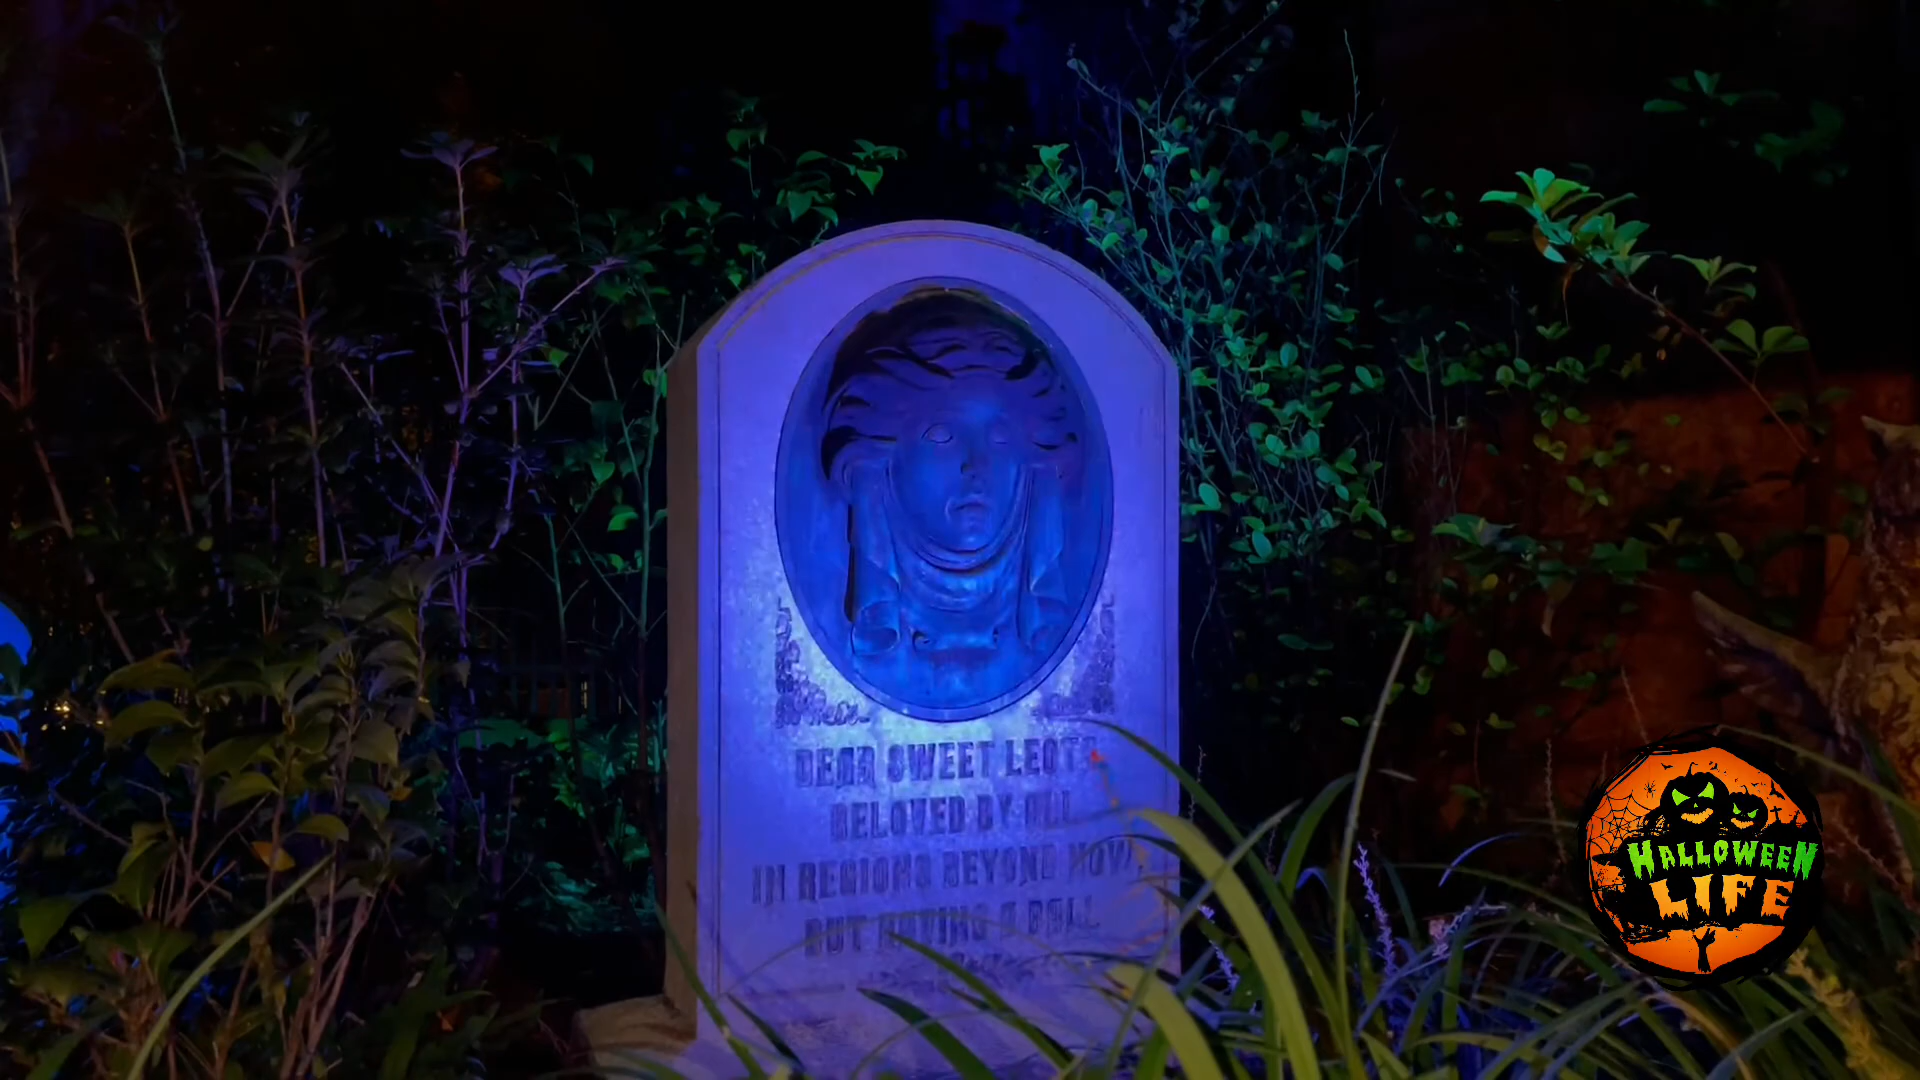 DEAR SWEET LEOTA
BELOVED BY ALL
IN REGIONS BEYOND NOW,
BUT HAVING A BALL
HALLOWEEN
LIFE